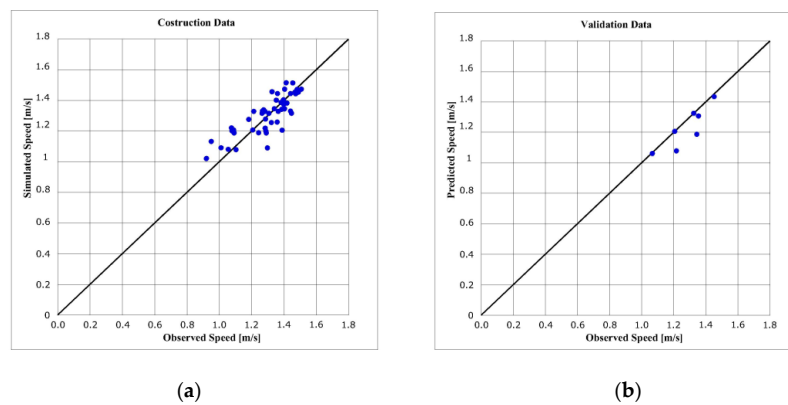 Costruction Data
1.8
1.6
1.4
1.2
1
0.8
0.6
0.4
0.2
0
0.0 0.2 0.4 0.6 0.8 1.0 1.2 1.4 1.6 1.8
Simulated Speed [m/s]
Observed Speed [m/s]
(a)
Validation Data
1.8
1.6
1.4
1.2
1
0.8
0.6
0.4
0.2
0
0.0 0.2 0.4 0.6 0.8 1.0 1.2 1.4 1.6 1.8
Predicted Speed [m/s]
Observed Speed [m/s]
(b)